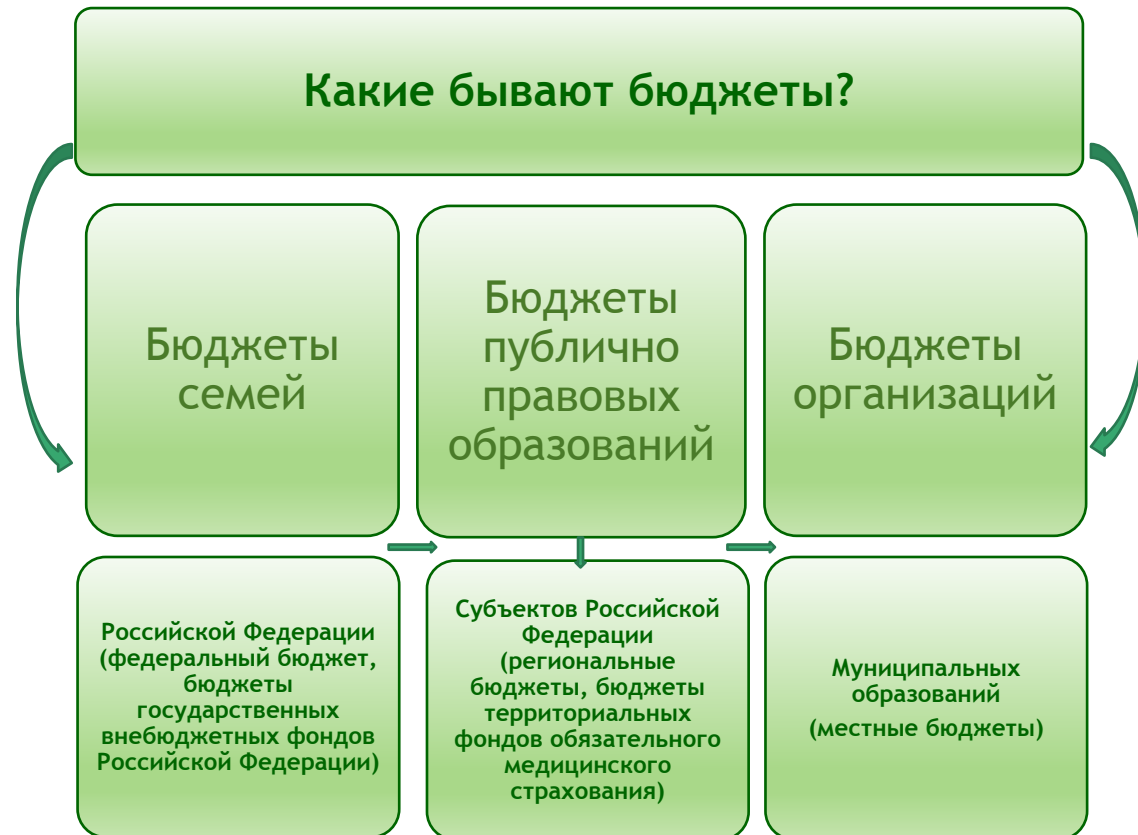 Какие бывают бюджеты?
Бюджеты
семей
Бюджеты
публично
правовых
образований
Бюджеты
организаций
Российской Федерации
(федеральный бюджет,
бюджеты
государственных
внебюджетных фондов
Российской Федерации)
Субъектов Российской
Федерации
(региональные
бюджеты, бюджеты
территориальных
фондов обязательного
медицинского
страхования)
Муниципальных
образований
(местные бюджеты)